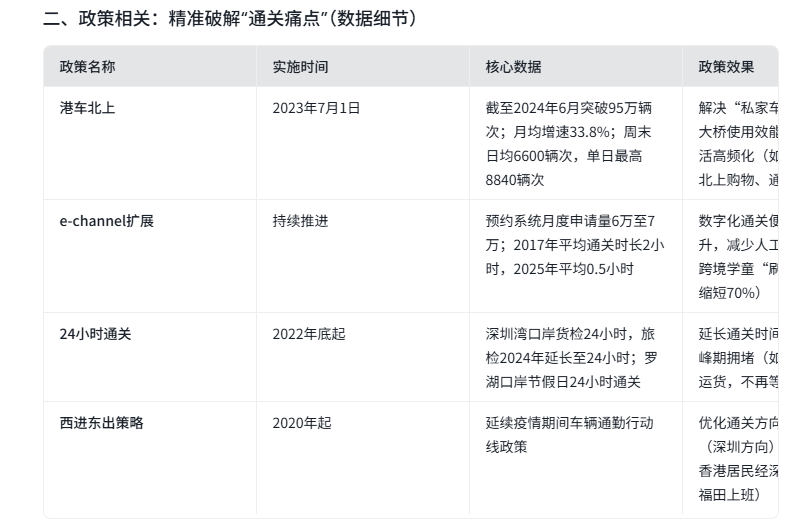 二、政策相关：精准破解“通关痛点”（数据细节）
政策名称 实施时间 核心数据 政策效果
港车北上 2023年7月1日 截至2024年6月突破95万辆 解决“私家车
次；月均增速33.8%；周末 大桥使用效能
日均6600辆次，单日最高 活高频化（如
8840辆次 北上购物、通
e-channel扩展 持续推进 预约系统月度申请量6万至7 数字化通关便
万；2017年平均通关时长2小 升，减少人工
时，2025年平均0.5小时 跨境学童“刷
缩短70%）
24小时通关 2022年底起 深圳湾口岸货检24小时，旅 延长通关时间
检2024年延长至24小时；罗 峰期拥堵（如
湖口岸节假日24小时通关 运货，不再等
西进东出策略 2020年起 延续疫情期间车辆通勤行动 优化通关方向
线政策 （深圳方向）
香港居民经深
福田上班）